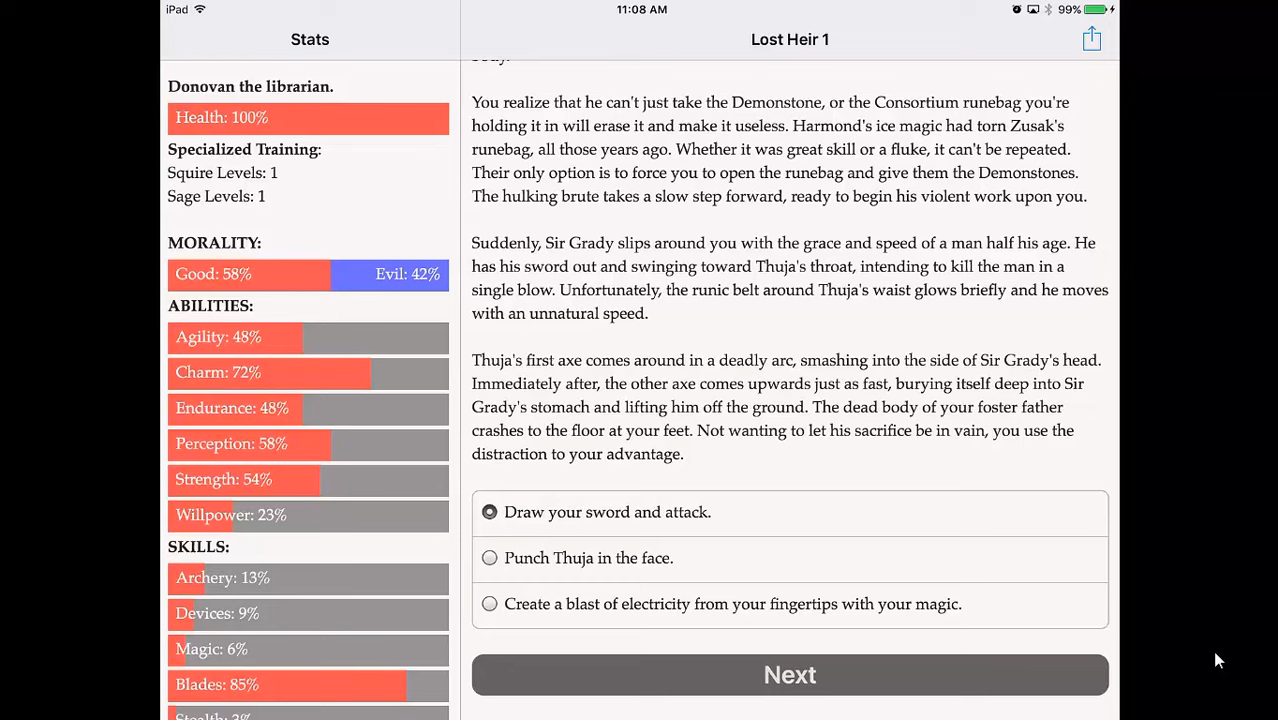 iPad 11:08 AM 99%
Stats
Lost Heir 1
Donovan the librarian.
Health: 100%
Specialized Training:
Squire Levels: 1
Sage Levels: 1
MORALITY:
Good: 58% Evil: 42%
ABILITIES:
Agility: 48%
Charm: 72%
Endurance: 48%
Perception: 58%
Strength: 54%
Willpower: 23%
SKILLS:
Archery: 13%
Devices: 9%
Magic: 6%
Blades: 85%
Stealth: 3%
You realize that he can't just take the Demonstone, or the Consortium runebag you're
holding it in will erase it and make it useless. Harmond's ice magic had torn Zusak's
runebag, all those years ago. Whether it was great skill or a fluke, it can't be repeated.
Their only option is to force you to open the runebag and give them the Demonstones.
The hulking brute takes a slow step forward, ready to begin his violent work upon you.
Suddenly, Sir Grady slips around you with the grace and speed of a man half his age. He
has his sword out and swinging toward Thuja's throat, intending to kill the man in a
single blow. Unfortunately, the runic belt around Thuja's waist glows briefly and he moves
with an unnatural speed.
Thuja's first axe comes around in a deadly arc, smashing into the side of Sir Grady's head.
Immediately after, the other axe comes upwards just as fast, burying itself deep into Sir
Grady's stomach and lifting him off the ground. The dead body of your foster father
crashes to the floor at your feet. Not wanting to let his sacrifice be in vain, you use the
distraction to your advantage.
Draw your sword and attack.
Punch Thuja in the face.
Create a blast of electricity from your fingertips with your magic.
Next